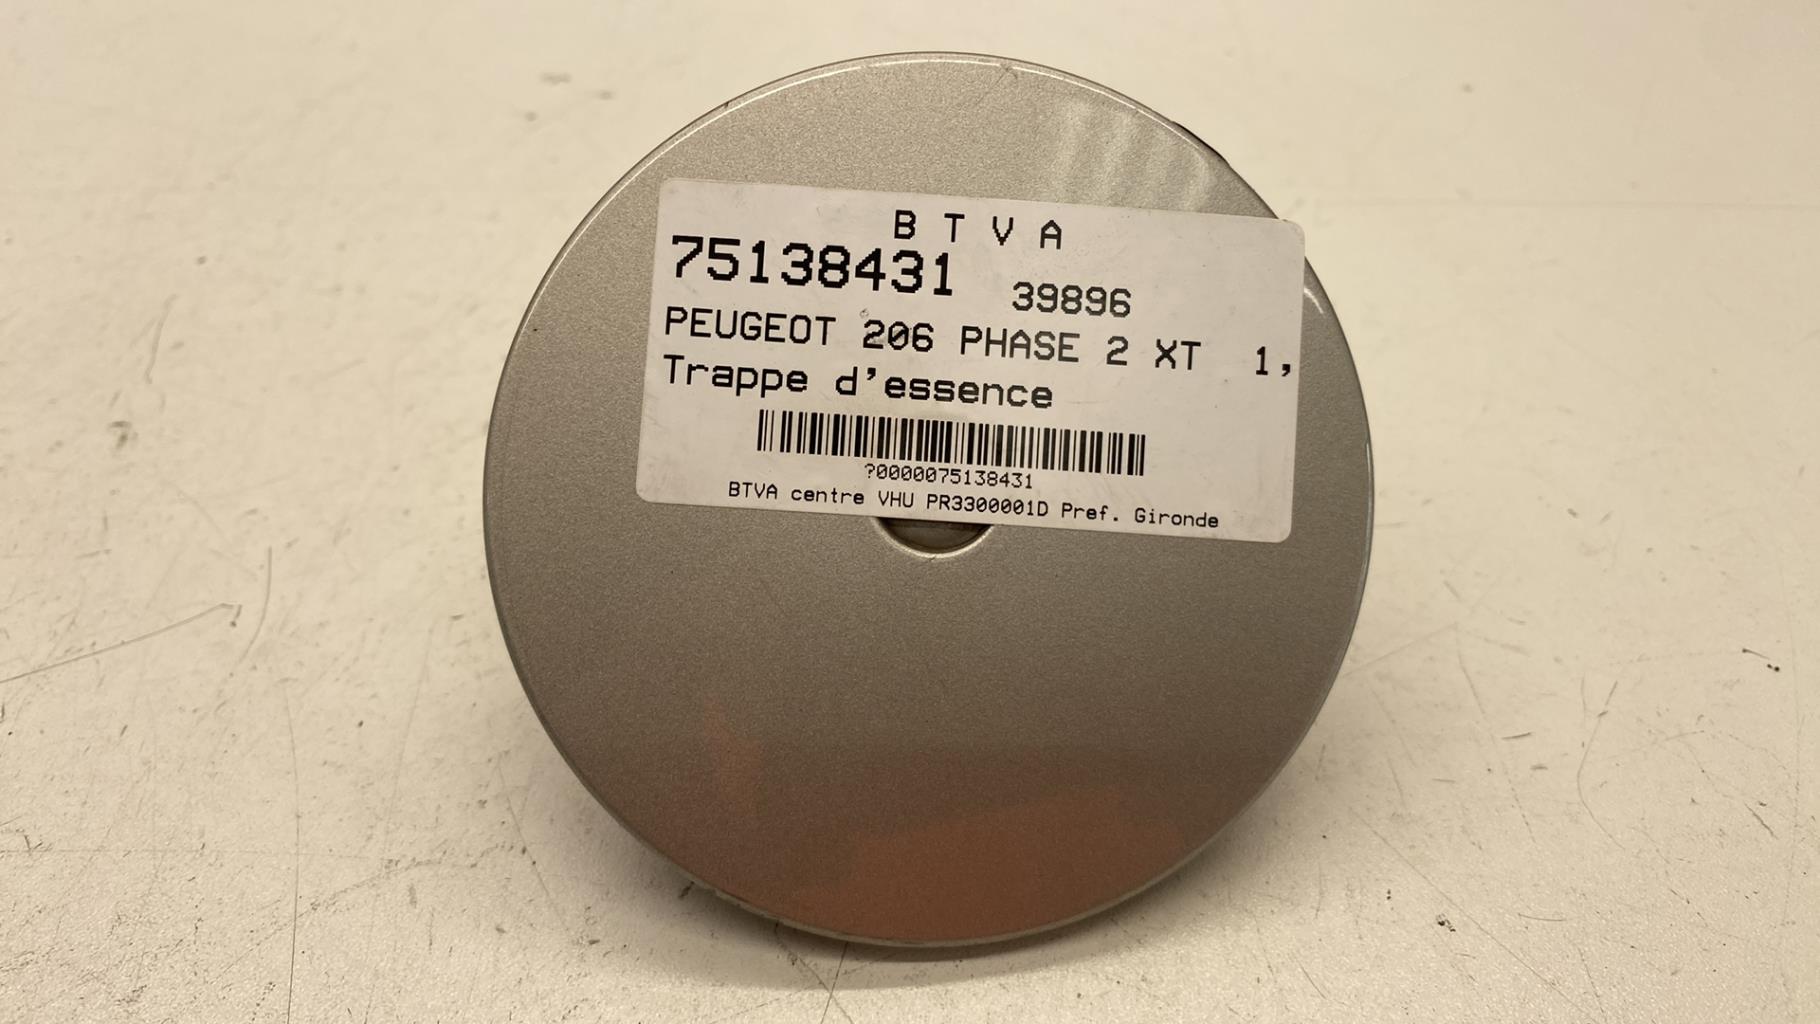 B T V A
75138431 39896
PEUGEOT 206 PHASE 2 XT 1,
Trappe d'essence
?0000075138431
BTVA centre VHU PR3300001D Pref. Gironde